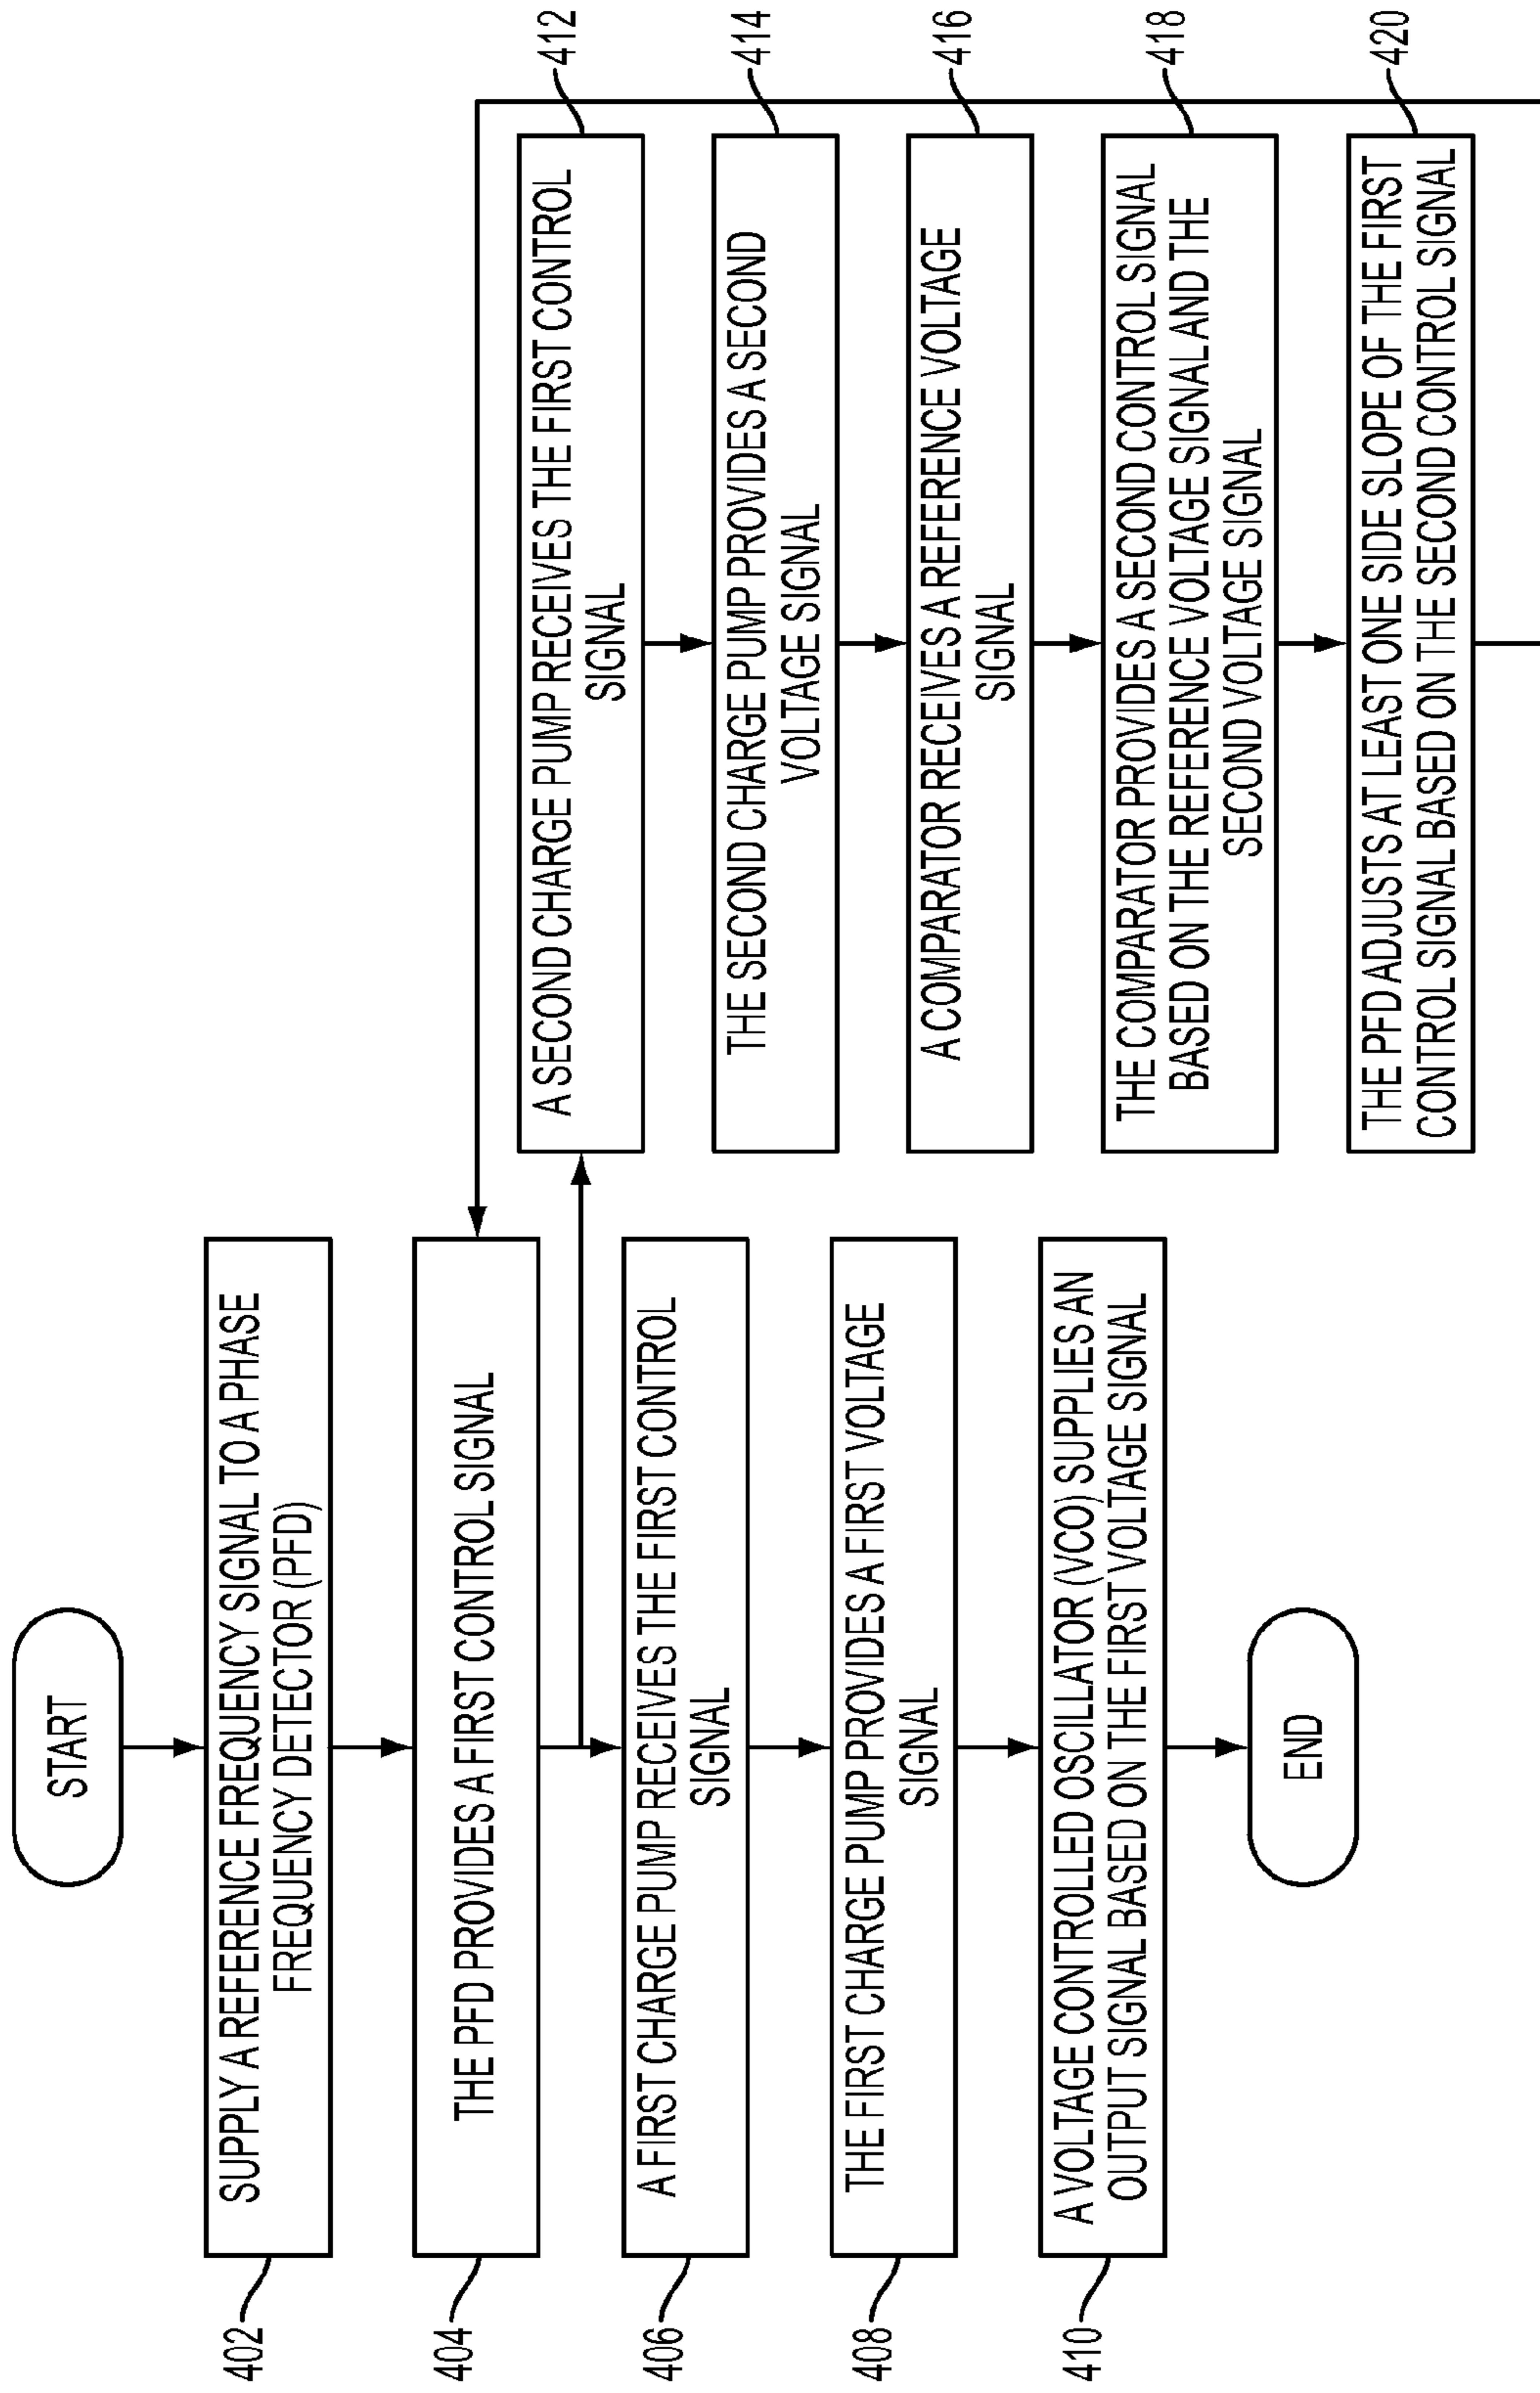 START
402
SUPPLY A REFERENCE FREQUENCY SIGNAL TO A PHASE
FREQUENCY DETECTOR (PFD)
404
THE PFD PROVIDES A FIRST CONTROL SIGNAL
406
A FIRST CHARGE PUMP RECEIVES THE FIRST CONTROL
SIGNAL
408
THE FIRST CHARGE PUMP PROVIDES A FIRST VOLTAGE
SIGNAL
410
A VOLTAGE CONTROLLED OSCILLATOR (VCO) SUPPLIES AN
OUTPUT SIGNAL BASED ON THE FIRST VOLTAGE SIGNAL
END
412
A SECOND CHARGE PUMP RECEIVES THE FIRST CONTROL
SIGNAL
414
THE SECOND CHARGE PUMP PROVIDES A SECOND
VOLTAGE SIGNAL
416
A COMPARATOR RECEIVES A REFERENCE VOLTAGE
SIGNAL
418
THE COMPARATOR PROVIDES A SECOND CONTROL SIGNAL
BASED ON THE REFERENCE VOLTAGE SIGNAL AND THE
SECOND VOLTAGE SIGNAL
420
THE PFD ADJUSTS AT LEAST ONE SIDE SLOPE OF THE FIRST
CONTROL SIGNAL BASED ON THE SECOND CONTROL SIGNAL